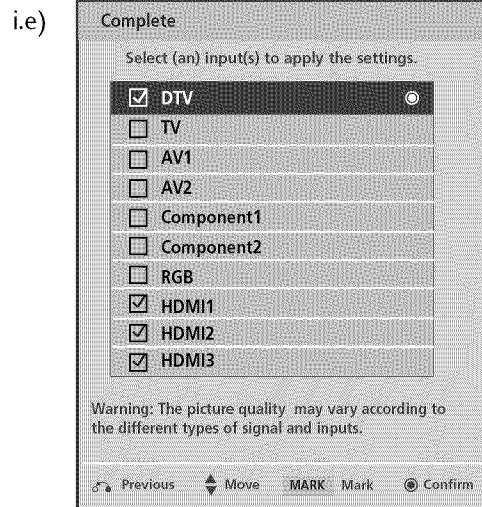 i.e)
Complete
Select (an) input(s) to apply the settings.
DTV
TV
AV1
AV2
Component1
Component2
RGB
HDMI1
HDMI2
HDMI3
Warning: The picture quality may vary according to
the different types of signal and inputs.
Previous Move MARK Mark Confirm